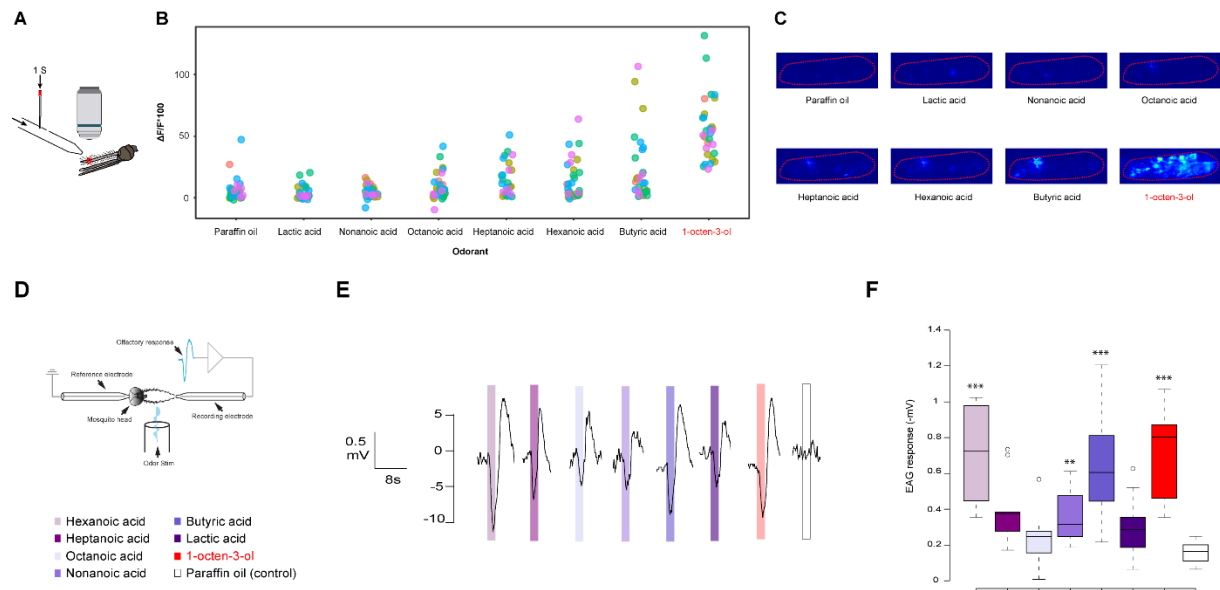 A
1 S
B
ΔF/F*100
100
50
0
Paraffin oil
Lactic acid
Nonanoic acid
Octanoic acid
Heptanoic acid
Hexanoic acid
Butyric acid
1-octen-3-ol
Odorant
C
Paraffin oil
Lactic acid
Nonanoic acid
Octanoic acid
Heptanoic acid
Hexanoic acid
Butyric acid
1-octen-3-ol
D
Olfactory response
Reference electrode
Mosquito head
Recording electrode
Odor Stim
Hexanoic acid
Heptanoic acid
Octanoic acid
Nonanoic acid
Butyric acid
Lactic acid
1-octen-3-ol
Paraffin oil (control)
E
0.5
mV
8s
5
0
-5
-10
F
EAG response (-mV)
1.4
1.2
1
0.8
0.6
0.4
0.2
0
***
**
***
***